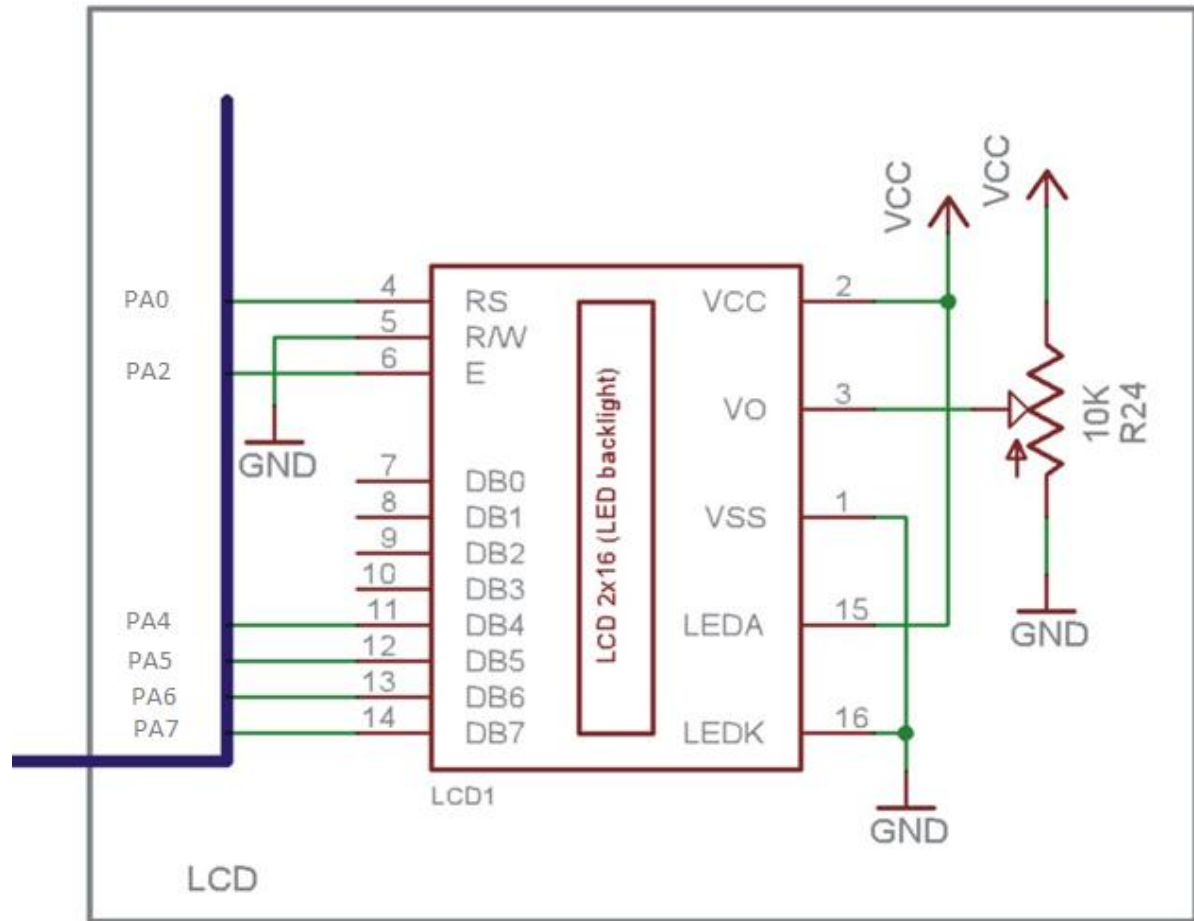 VCC
VCC
PA0
4
RS
VCC
2
5
R/W
PA2
6
E
VO
3
10K
R24
GND
7
DB0
8
DB1
VSS
1
9
DB2
10
DB3
PA4
11
DB4
LEDA
15
GND
PA5
12
DB5
PA6
13
DB6
PA7
14
DB7
LEDK
16
LCD 2x16 (LED backlight)
LCD1
GND
LCD